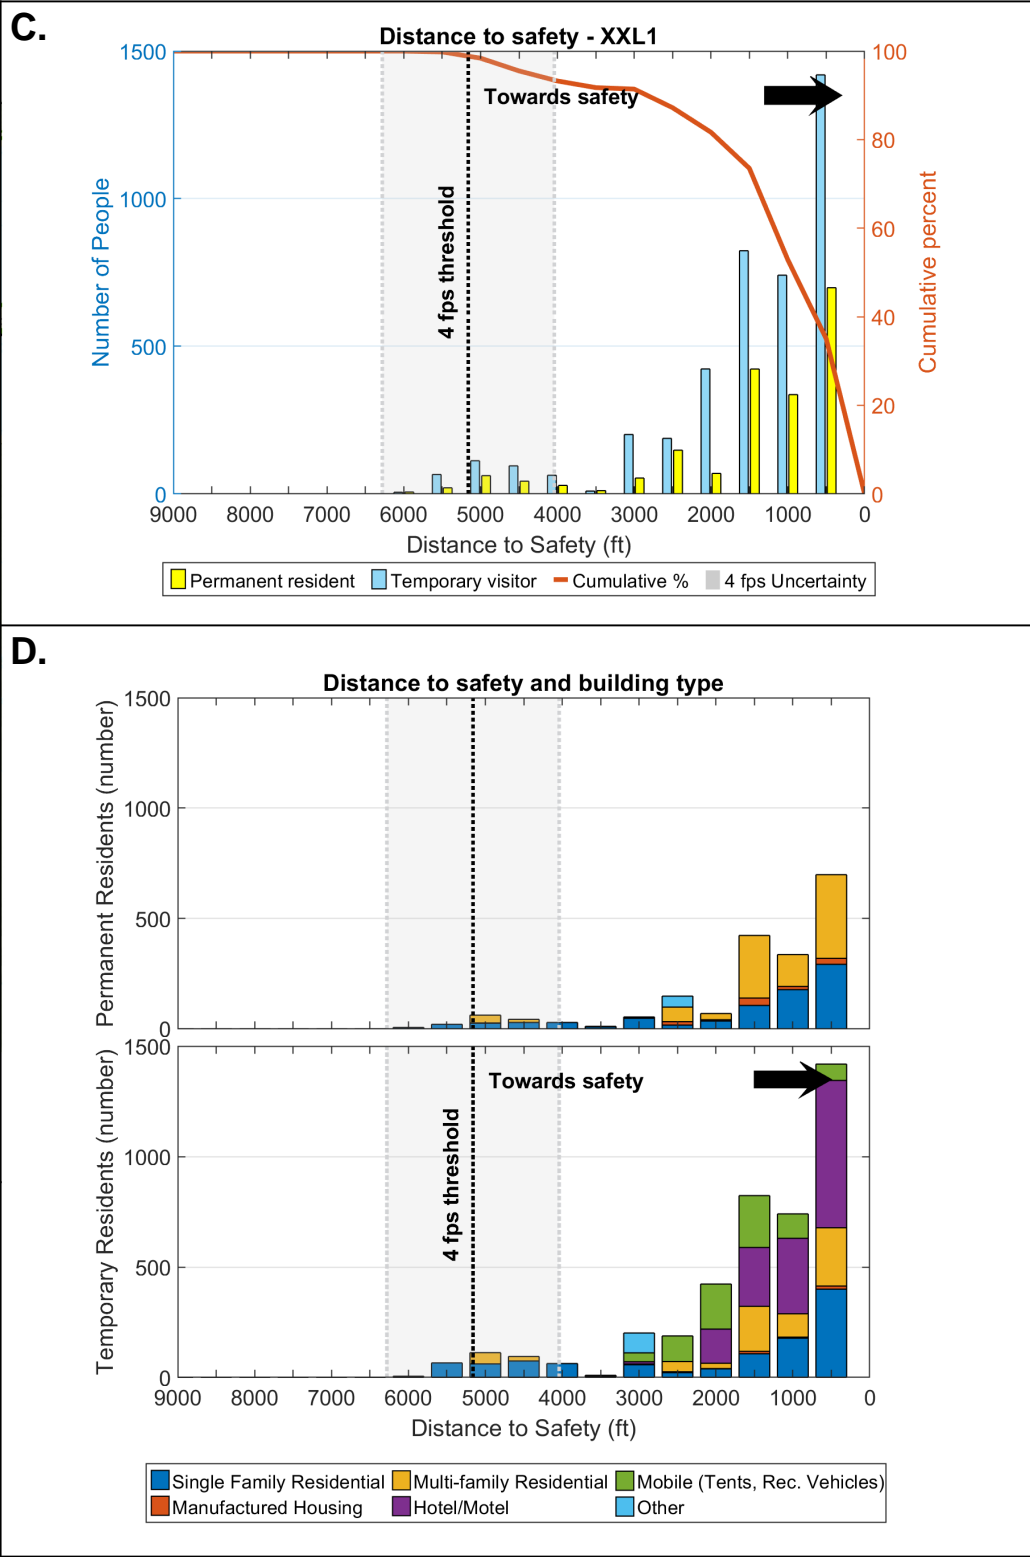 C.
Distance to safety - XXL1
1500
100
Towards safety
80
1000
60
Number of People
4 fps threshold
Cumulative percent
500
40
20
0
0
9000 8000 7000 6000 5000 4000 3000 2000 1000 0
Distance to Safety (ft)
Permanent resident Temporary visitor Cumulative % 4 fps Uncertainty
D.
Distance to safety and building type
1500
1000
Permanent Residents (number)
500
0
1500
Towards safety
1000
Temporary Residents (number)
4 fps threshold
500
0
9000 8000 7000 6000 5000 4000 3000 2000 1000 0
Distance to Safety (ft)
Single Family Residential Multi-family Residential Mobile (Tents, Rec. Vehicles)
Manufactured Housing Hotel/Motel Other